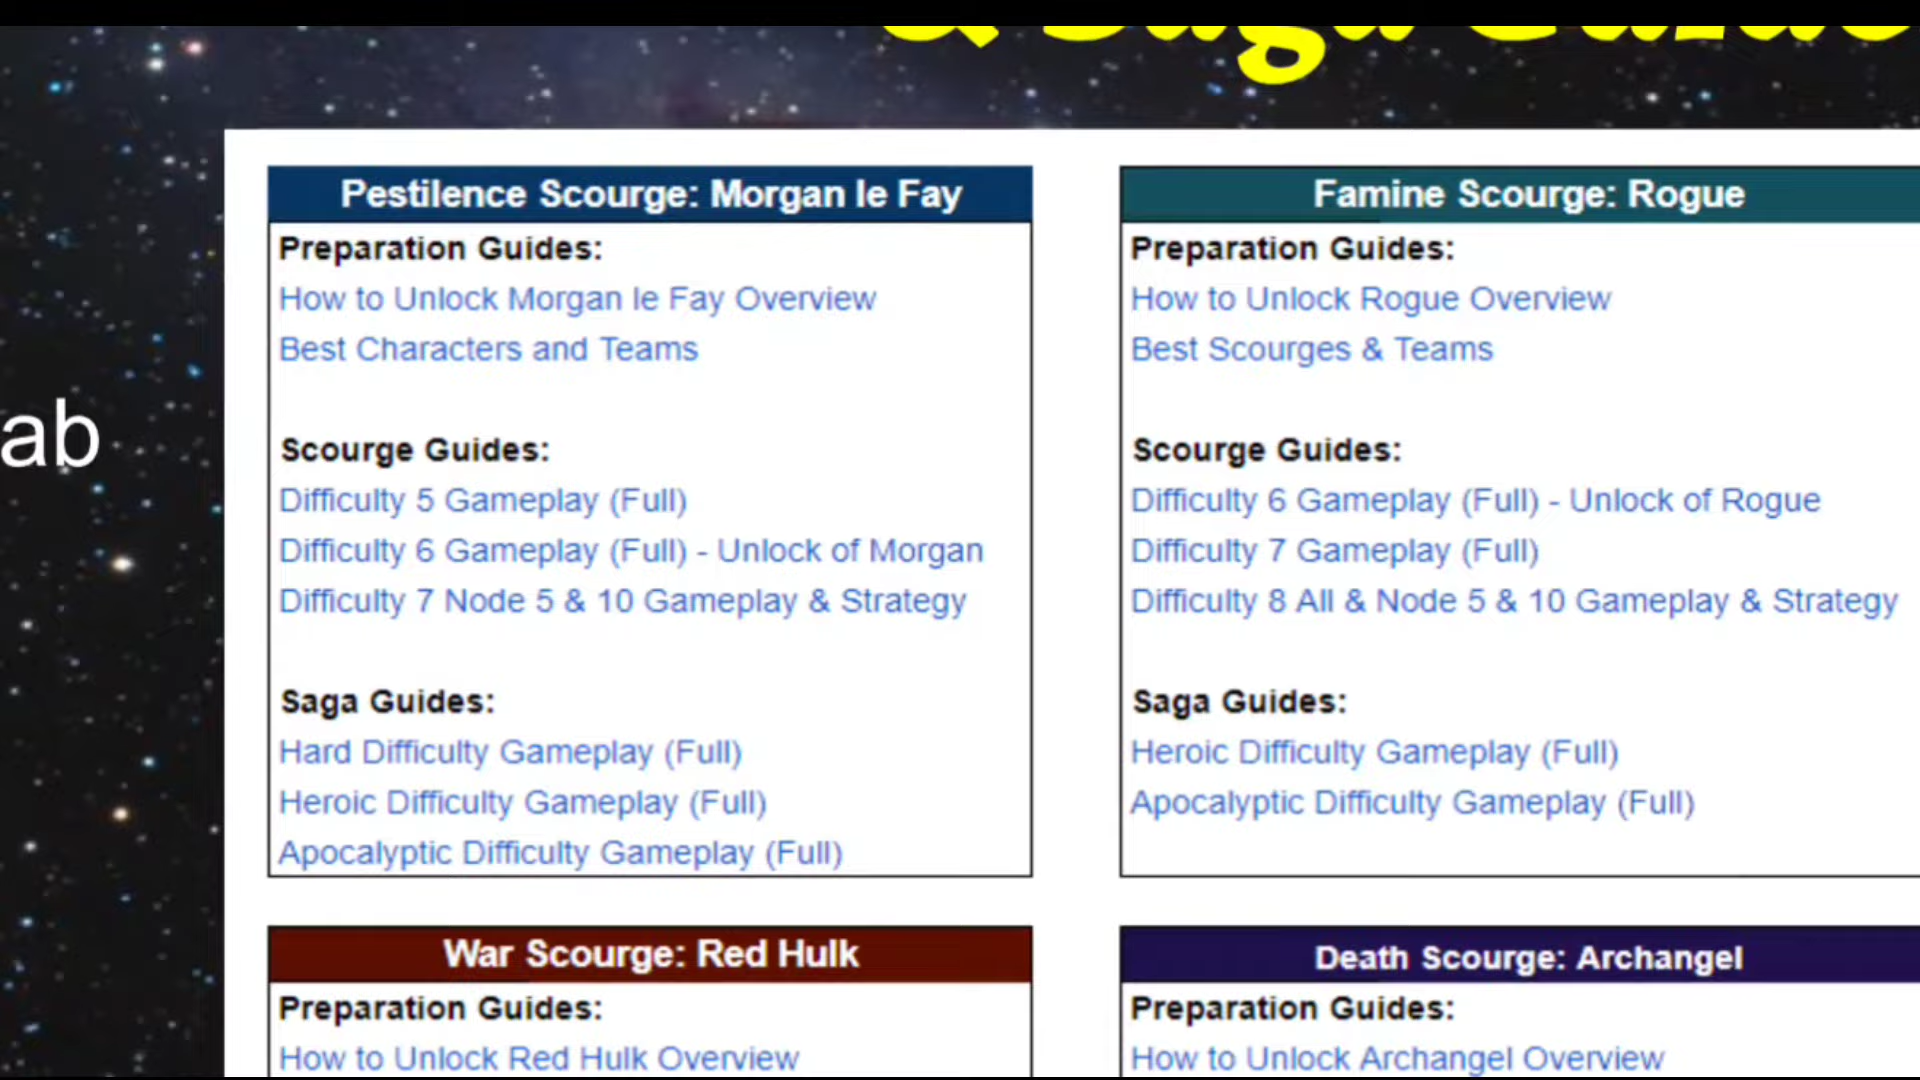 & Saga Guide
ab
Pestilence Scourge: Morgan le Fay
Preparation Guides:
How to Unlock Morgan le Fay Overview
Best Characters and Teams
Scourge Guides:
Difficulty 5 Gameplay (Full)
Difficulty 6 Gameplay (Full) - Unlock of Morgan
Difficulty 7 Node 5 & 10 Gameplay & Strategy
Saga Guides:
Hard Difficulty Gameplay (Full)
Heroic Difficulty Gameplay (Full)
Apocalyptic Difficulty Gameplay (Full)
Famine Scourge: Rogue
Preparation Guides:
How to Unlock Rogue Overview
Best Scourges & Teams
Scourge Guides:
Difficulty 6 Gameplay (Full) - Unlock of Rogue
Difficulty 7 Gameplay (Full)
Difficulty 8 All & Node 5 & 10 Gameplay & Strategy
Saga Guides:
Heroic Difficulty Gameplay (Full)
Apocalyptic Difficulty Gameplay (Full)
War Scourge: Red Hulk
Preparation Guides:
How to Unlock Red Hulk Overview
Death Scourge: Archangel
Preparation Guides:
How to Unlock Archangel Overview